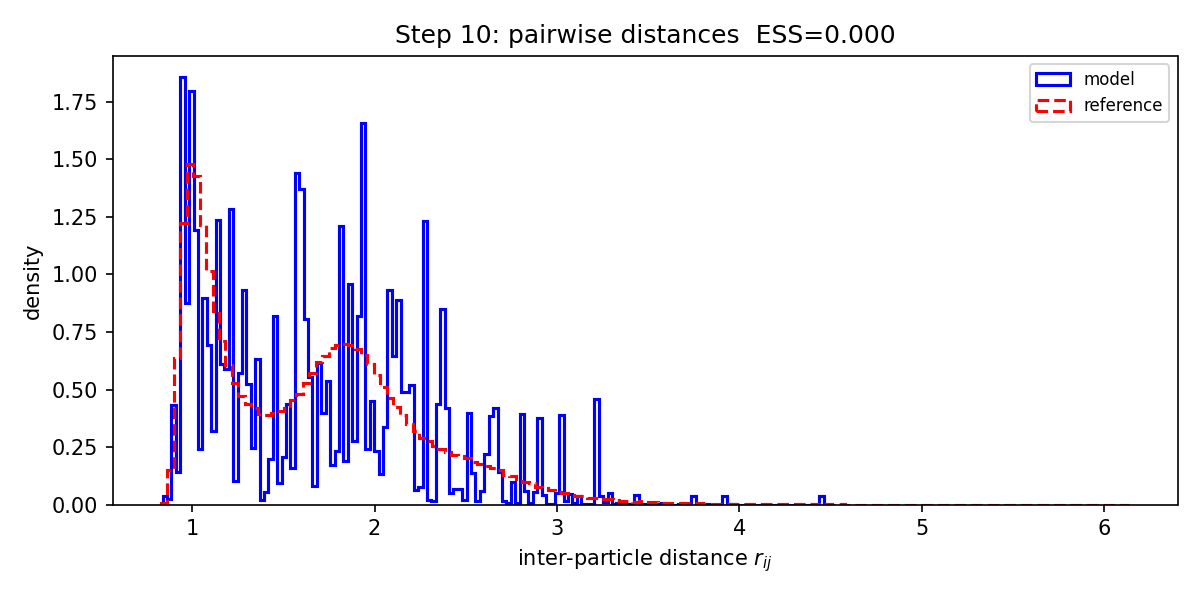 Step 10: pairwise distances  ESS=0.000
model
reference
density
1.75
1.50
1.25
1.00
0.75
0.50
0.25
0.00
1 2 3 4 5 6
inter-particle distance r_ij